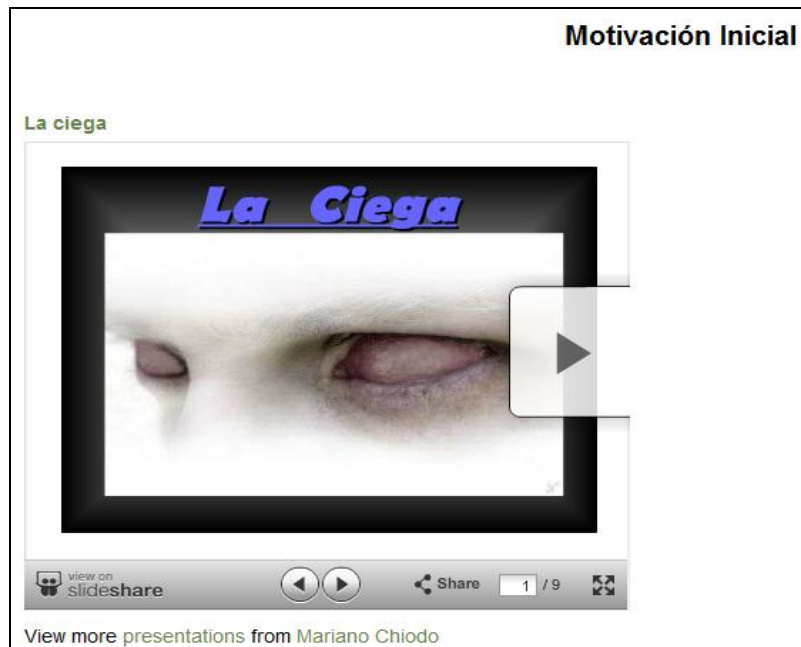 Motivación Inicial
La ciega
La Ciega
view on
slideshare
Share
1 / 9
View more presentations from Mariano Chiodo